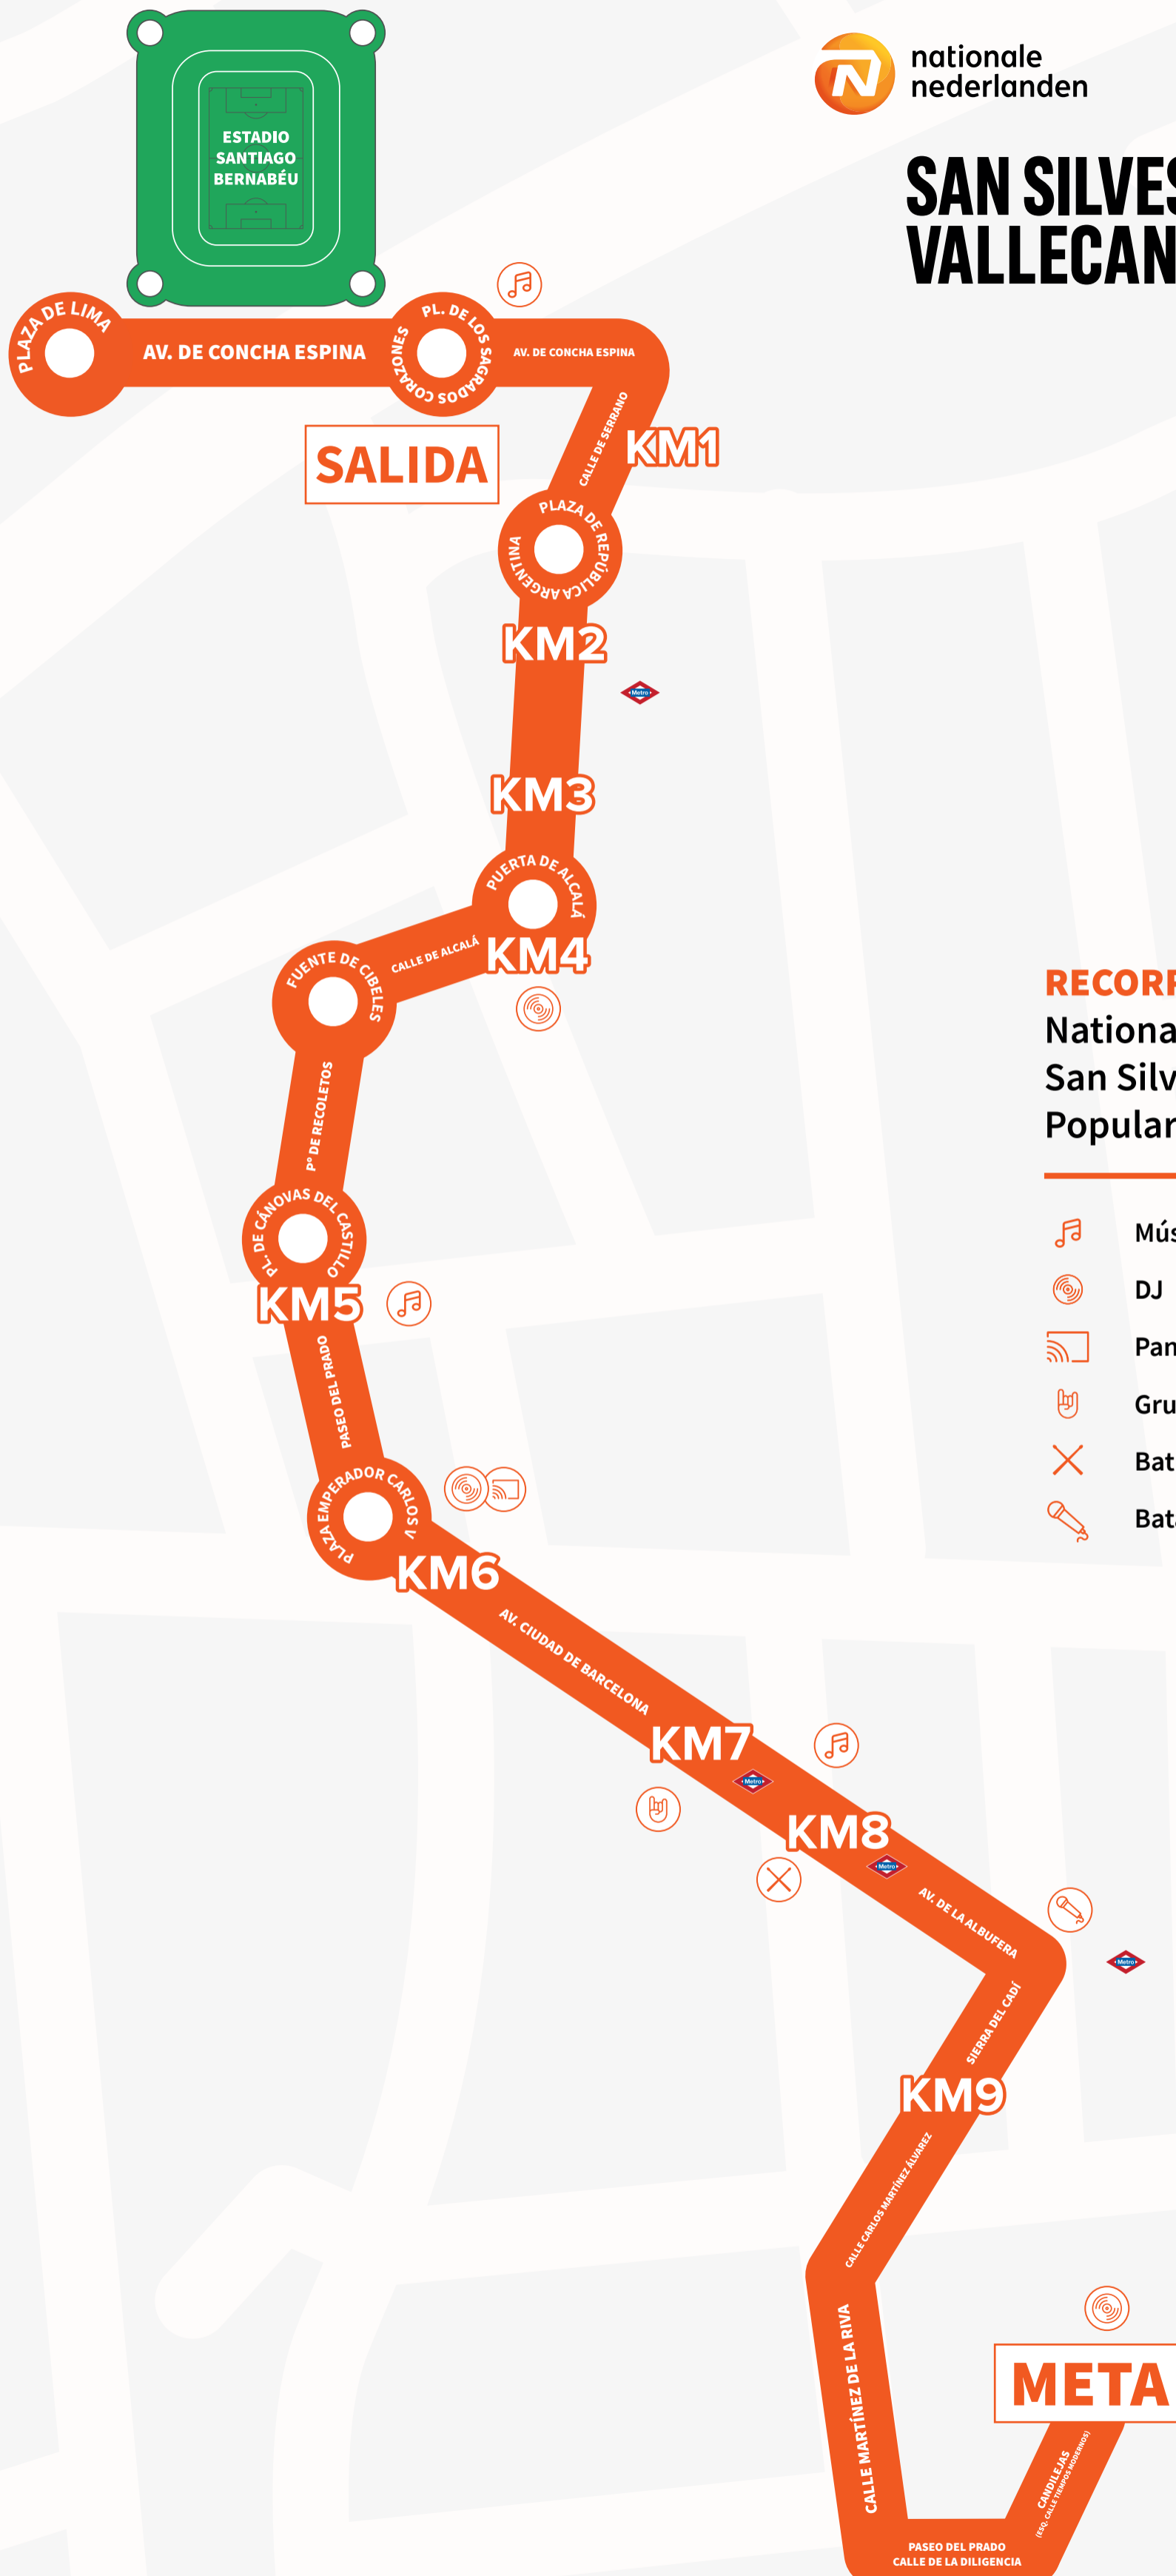 nationale
nederlanden
SAN SILVES
VALLECAN
ESTADIO
SANTIAGO
BERNABÉU
PLAZA DE LIMA
AV. DE CONCHA ESPINA
PL. DE LOS SAGRADOS CORAZONES
AV. DE CONCHA ESPINA
SALIDA
CALLE DE SERRANO
KM1
PLAZA DE REPÚBLICA ARGENTINA
KM2
Metro
KM3
PUERTA DE ALCALÁ
KM4
CALLE DE ALCALÁ
FUENTE DE CIBELES
Pº DE RECOLETOS
PL. DE CÁNOVAS DEL CASTILLO
KM5
PASEO DEL PRADO
PLAZA EMPERADOR CARLOS V
KM6
AV. CIUDAD DE BARCELONA
KM7
Metro
KM8
Metro
AV. DE LA ALBUFERA
Metro
SIERRA DEL CADÍ
KM9
CALLE CARLOS MARTÍNEZ ÁLVAREZ
CALLE MARTÍNEZ DE LA RIVA
PASEO DEL PRADO
CALLE DE LA DILIGENCIA
CANDILEJAS
(ESQ. CALLE TIEMPOS MODERNOS)
META
RECORR
Nationa
San Silv
Popular
Mús
DJ
Pan
Gru
Bat
Bata